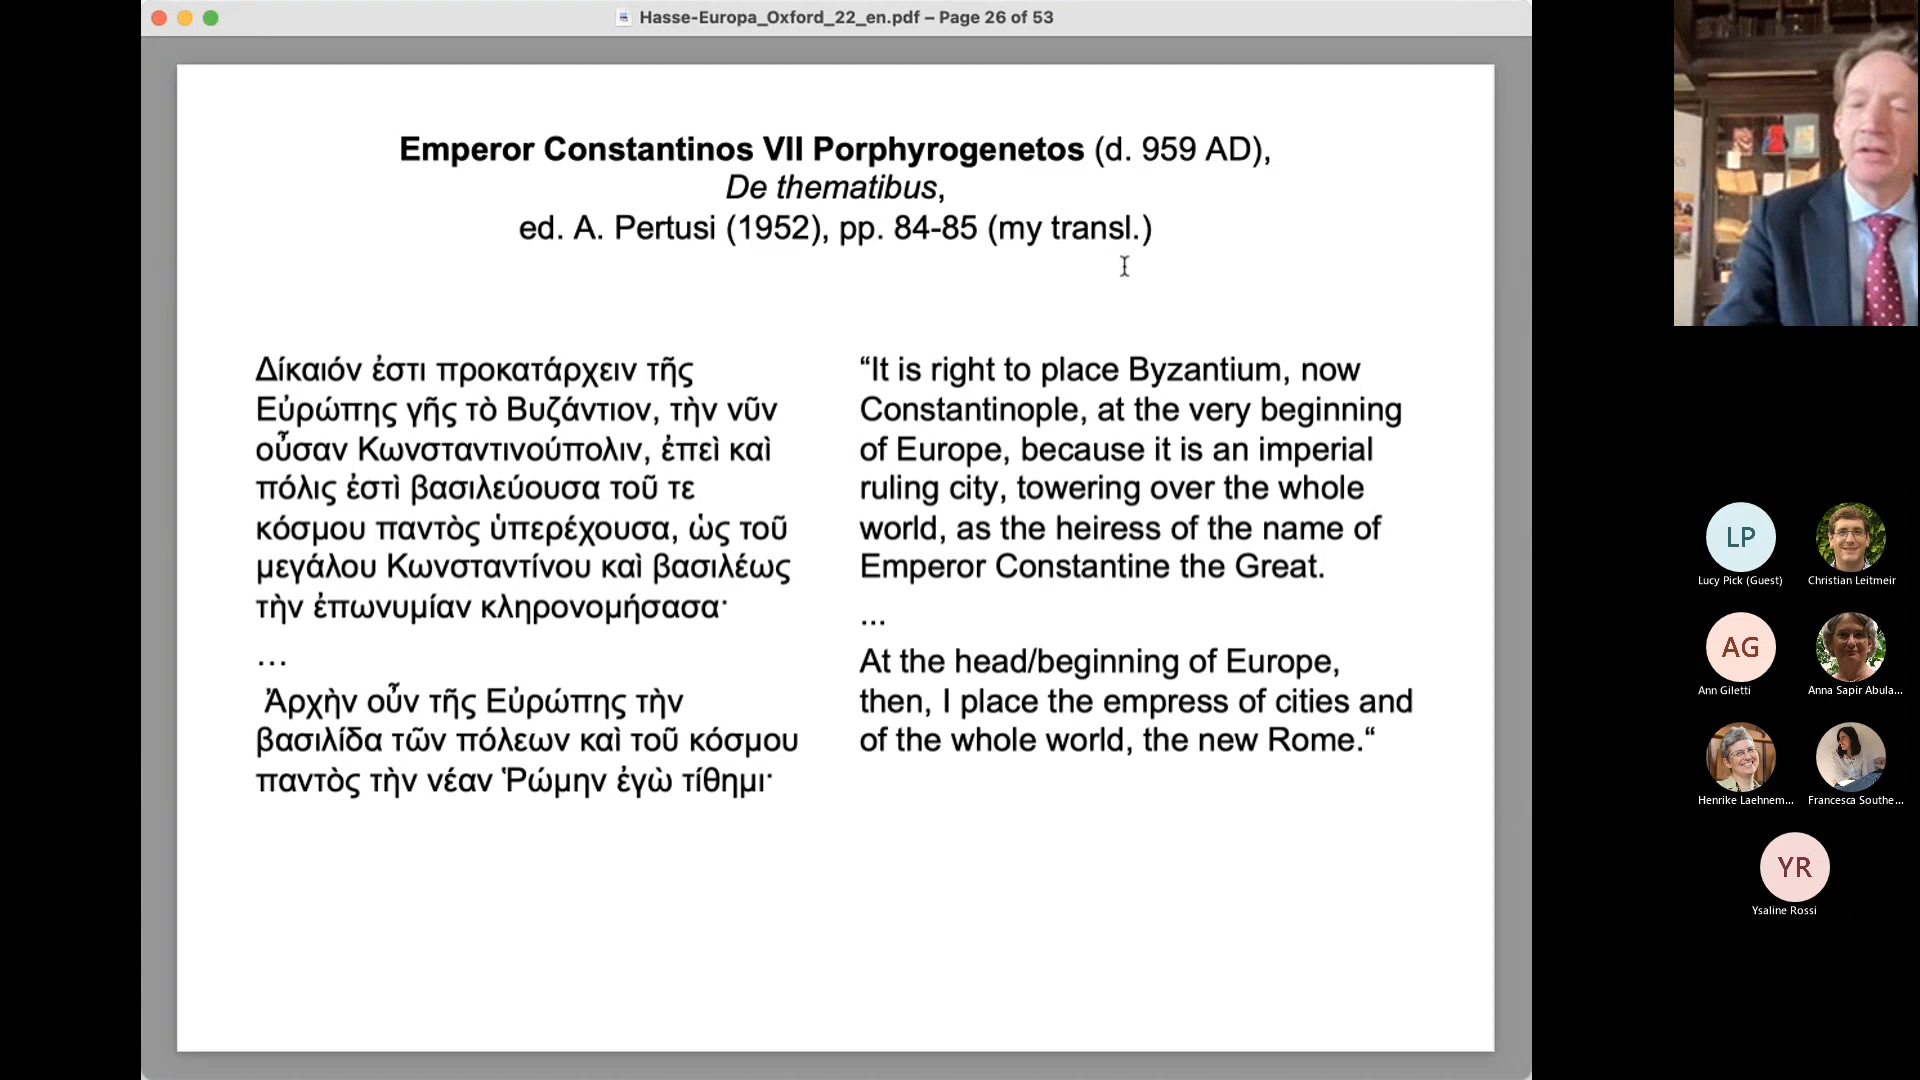 Hasse-Europa_Oxford_22_en.pdf – Page 26 of 53
Emperor Constantinos VII Porphyrogenetos (d. 959 AD),
De thematibus,
ed. A. Pertusi (1952), pp. 84-85 (my transl.)
Δίκαιόν ἐστι προκατάρχειν τῆς
Εὐρώπης γῆς τὸ Βυζάντιον, τὴν νῦν
οὖσαν Κωνσταντινούπολιν, ἐπεὶ καὶ
πόλις ἐστὶ βασιλεύουσα τοῦ τε
κόσμου παντὸς ὑπερέχουσα, ὡς τοῦ
μεγάλου Κωνσταντίνου καὶ βασιλέως
τὴν ἐπωνυμίαν κληρονομήσασα·
…
Ἀρχὴν οὖν τῆς Εὐρώπης τὴν
βασιλίδα τῶν πόλεων καὶ τοῦ κόσμου
παντὸς τὴν νέαν Ῥώμην ἐγὼ τίθημι·
“It is right to place Byzantium, now
Constantinople, at the very beginning
of Europe, because it is an imperial
ruling city, towering over the whole
world, as the heiress of the name of
Emperor Constantine the Great.
...
At the head/beginning of Europe,
then, I place the empress of cities and
of the whole world, the new Rome.“
LP
Lucy Pick (Guest)
Christian Leitmeir
AG
Ann Giletti
Anna Sapir Abula...
Henrike Laehnem...
Francesca Southe...
YR
Ysaline Rossi